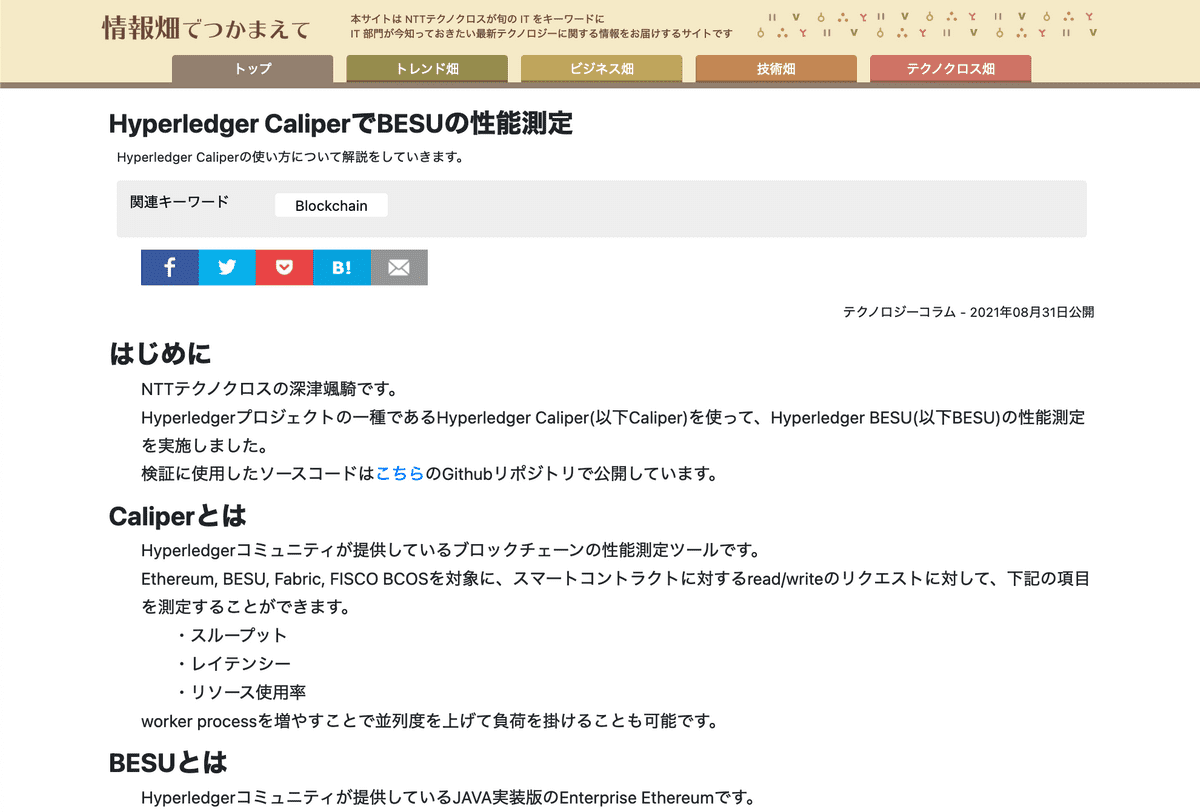 情報畑でつかまえて
本サイトは NTTテクノクロスが旬の IT をキーワードに
IT 部門が今知っておきたい最新テクノロジーに関する情報をお届けするサイトです
トップ
トレンド畑
ビジネス畑
技術畑
テクノクロス畑
Hyperledger CaliperでBESUの性能測定
Hyperledger Caliperの使い方について解説をしていきます。
関連キーワード
Blockchain
B!
テクノロジーコラム - 2021年08月31日公開
はじめに
NTTテクノクロスの深津颯騎です。
Hyperledgerプロジェクトの一種であるHyperledger Caliper(以下Caliper)を使って、Hyperledger BESU(以下BESU)の性能測定
を実施しました。
検証に使用したソースコードはこちらのGithubリポジトリで公開しています。
Caliperとは
Hyperledgerコミュニティが提供しているブロックチェーンの性能測定ツールです。
Ethereum, BESU, Fabric, FISCO BCOSを対象に、スマートコントラクトに対するread/writeのリクエストに対して、下記の項目
を測定することができます。
・スループット
・レイテンシー
・リソース使用率
worker processを増やすことで並列度を上げて負荷を掛けることも可能です。
BESUとは
Hyperledgerコミュニティが提供しているJAVA実装版のEnterprise Ethereumです。